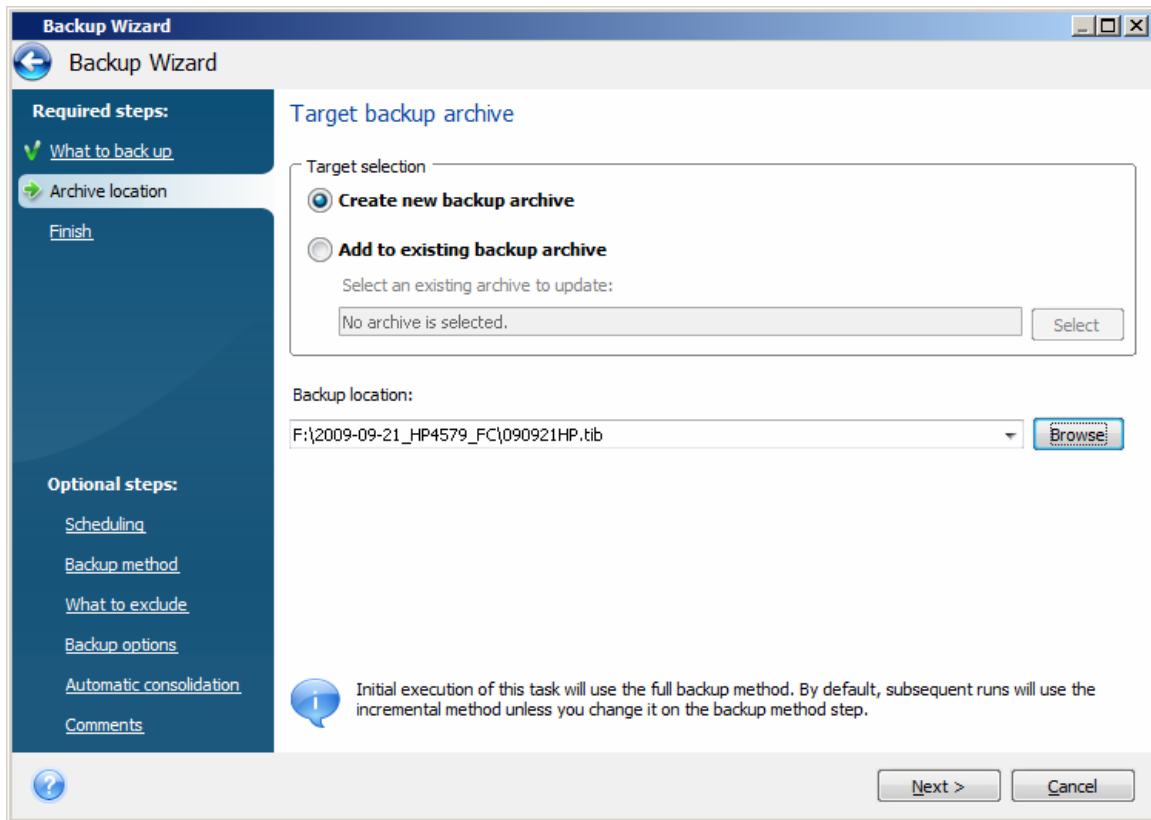 Backup Wizard
Backup Wizard
Required steps:
What to back up
Archive location
Finish
Optional steps:
Scheduling
Backup method
What to exclude
Backup options
Automatic consolidation
Comments
Target backup archive
Target selection
Create new backup archive
Add to existing backup archive
Select an existing archive to update:
No archive is selected.
Select
Backup location:
F:\2009-09-21_HP4579_FC\090921HP.tib
Browse
Initial execution of this task will use the full backup method. By default, subsequent runs will use the
incremental method unless you change it on the backup method step.
Next >
Cancel